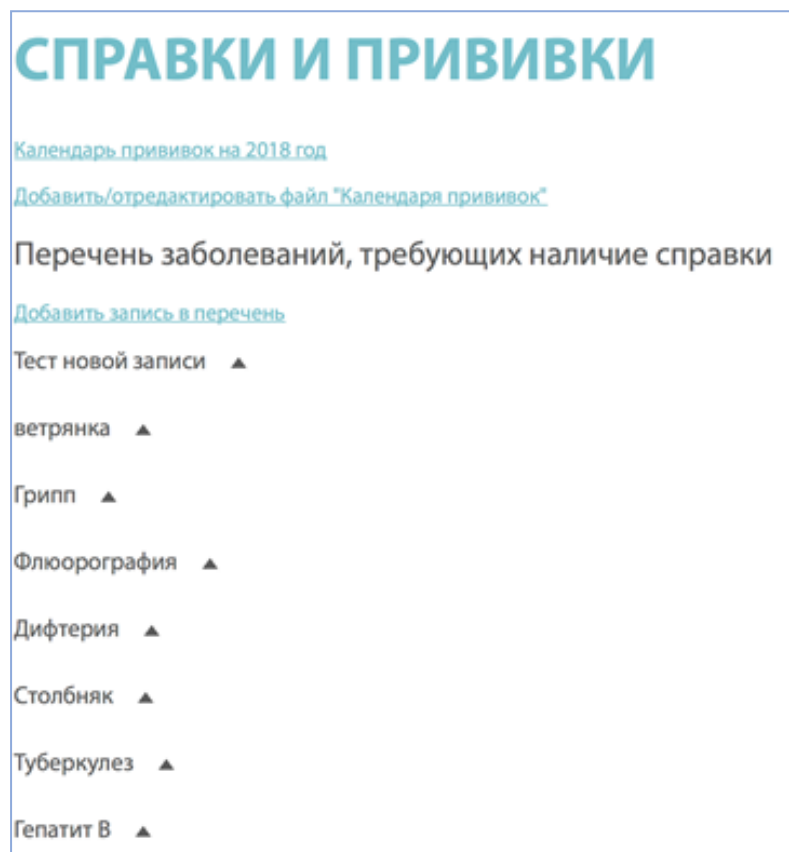 СПРАВКИ И ПРИВИВКИ
Календарь прививок на 2018 год
Добавить/отредактировать файл "Календаря прививок"
Перечень заболеваний, требующих наличие справки
Добавить запись в перечень
Тест новой записи
ветрянка
Грипп
Флюорография
Дифтерия
Столбняк
Туберкулез
Гепатит В